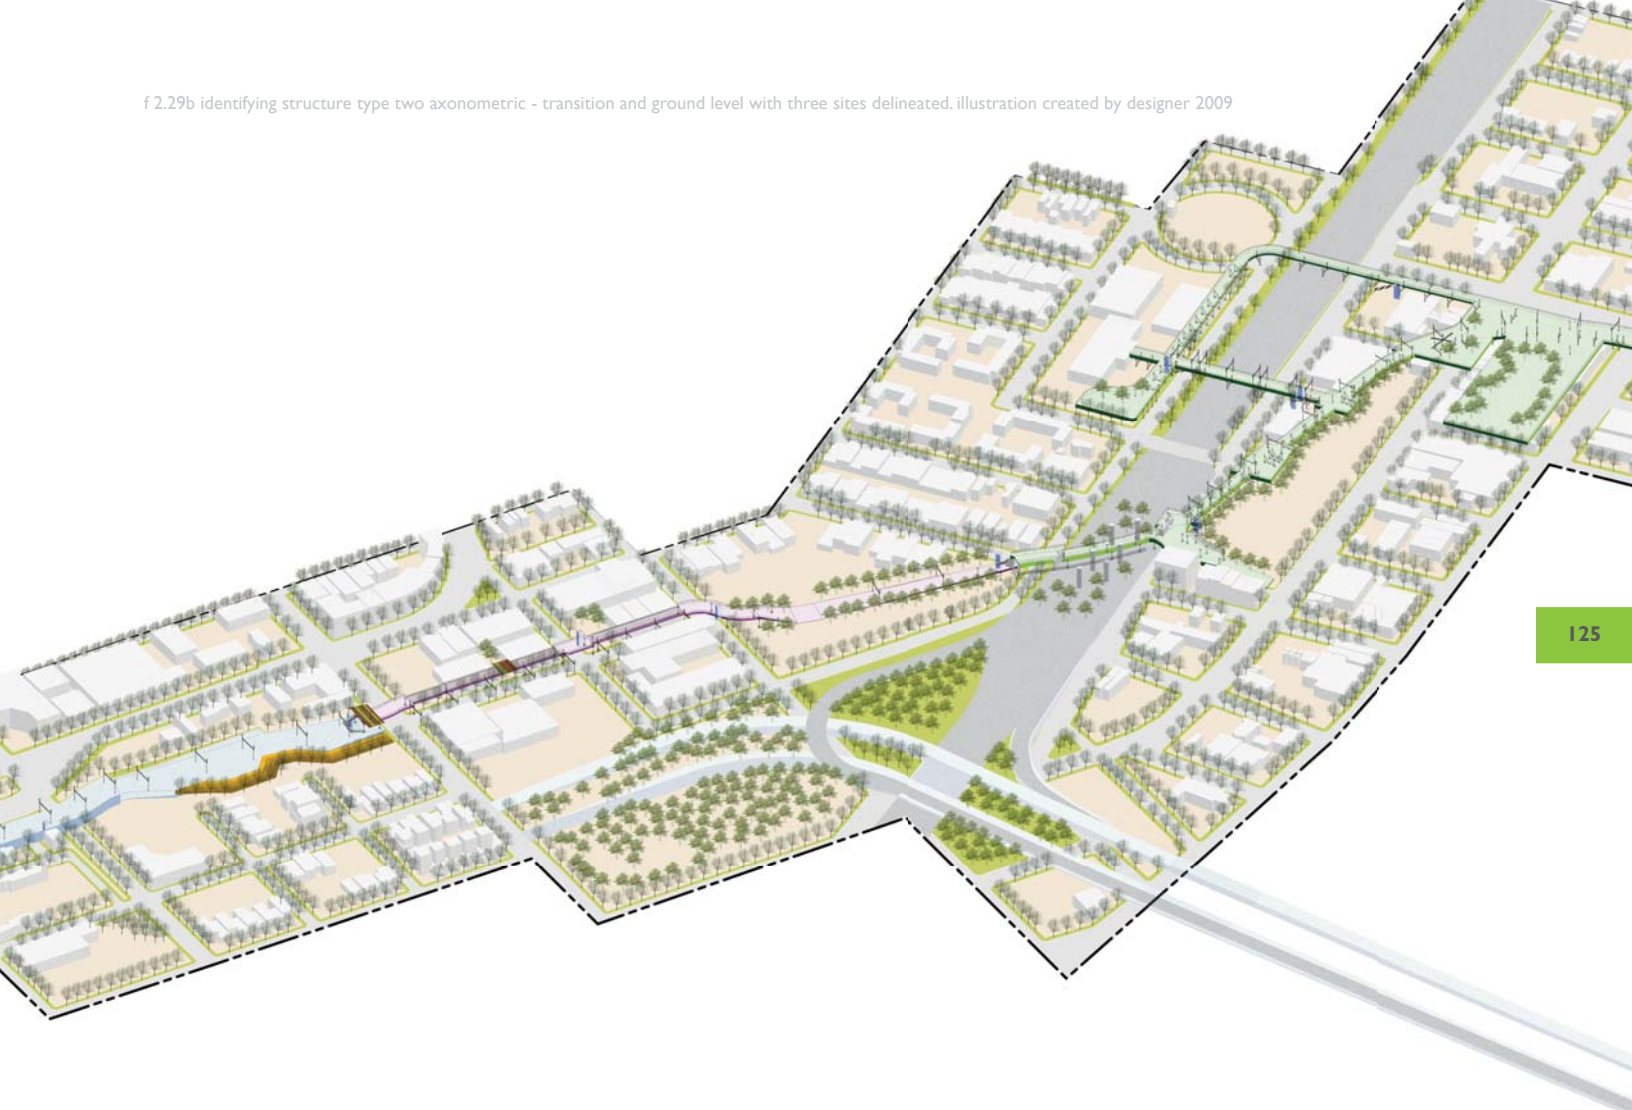 f 2.29b identifying structure type two axonometric - transition and ground level with three sites delineated. illustration created by designer 2009
125